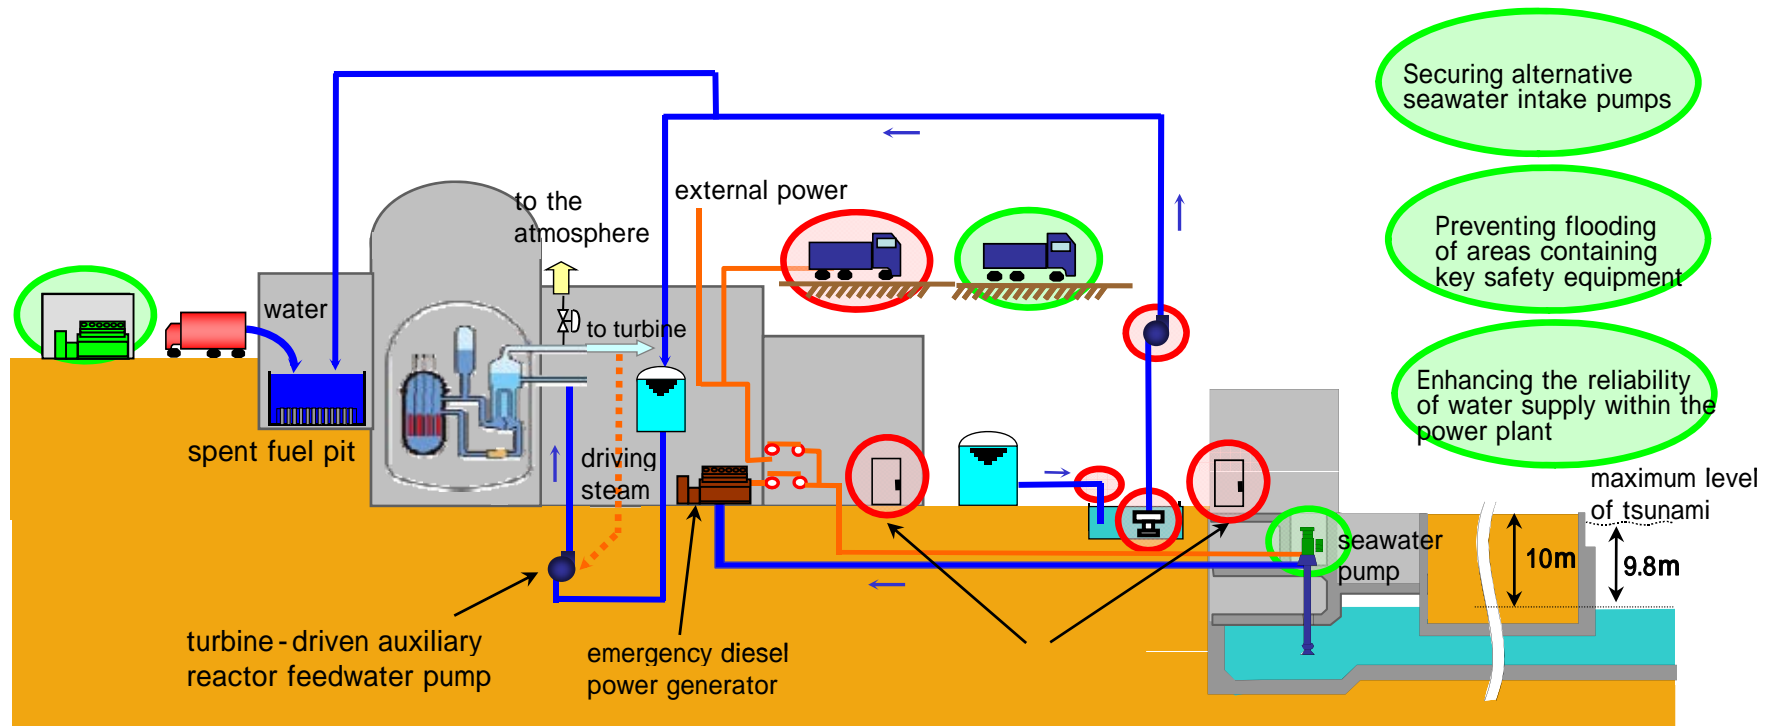 Securing alternative
seawater intake pumps
Preventing flooding
of areas containing
key safety equipment
Enhancing the reliability
of water supply within the
power plant
external power
to the
atmosphere
water
to turbine
spent fuel pit
driving
steam
maximum level
of tsunami
seawater
pump
10m
9.8m
turbine-driven auxiliary
reactor feedwater pump
emergency diesel
power generator